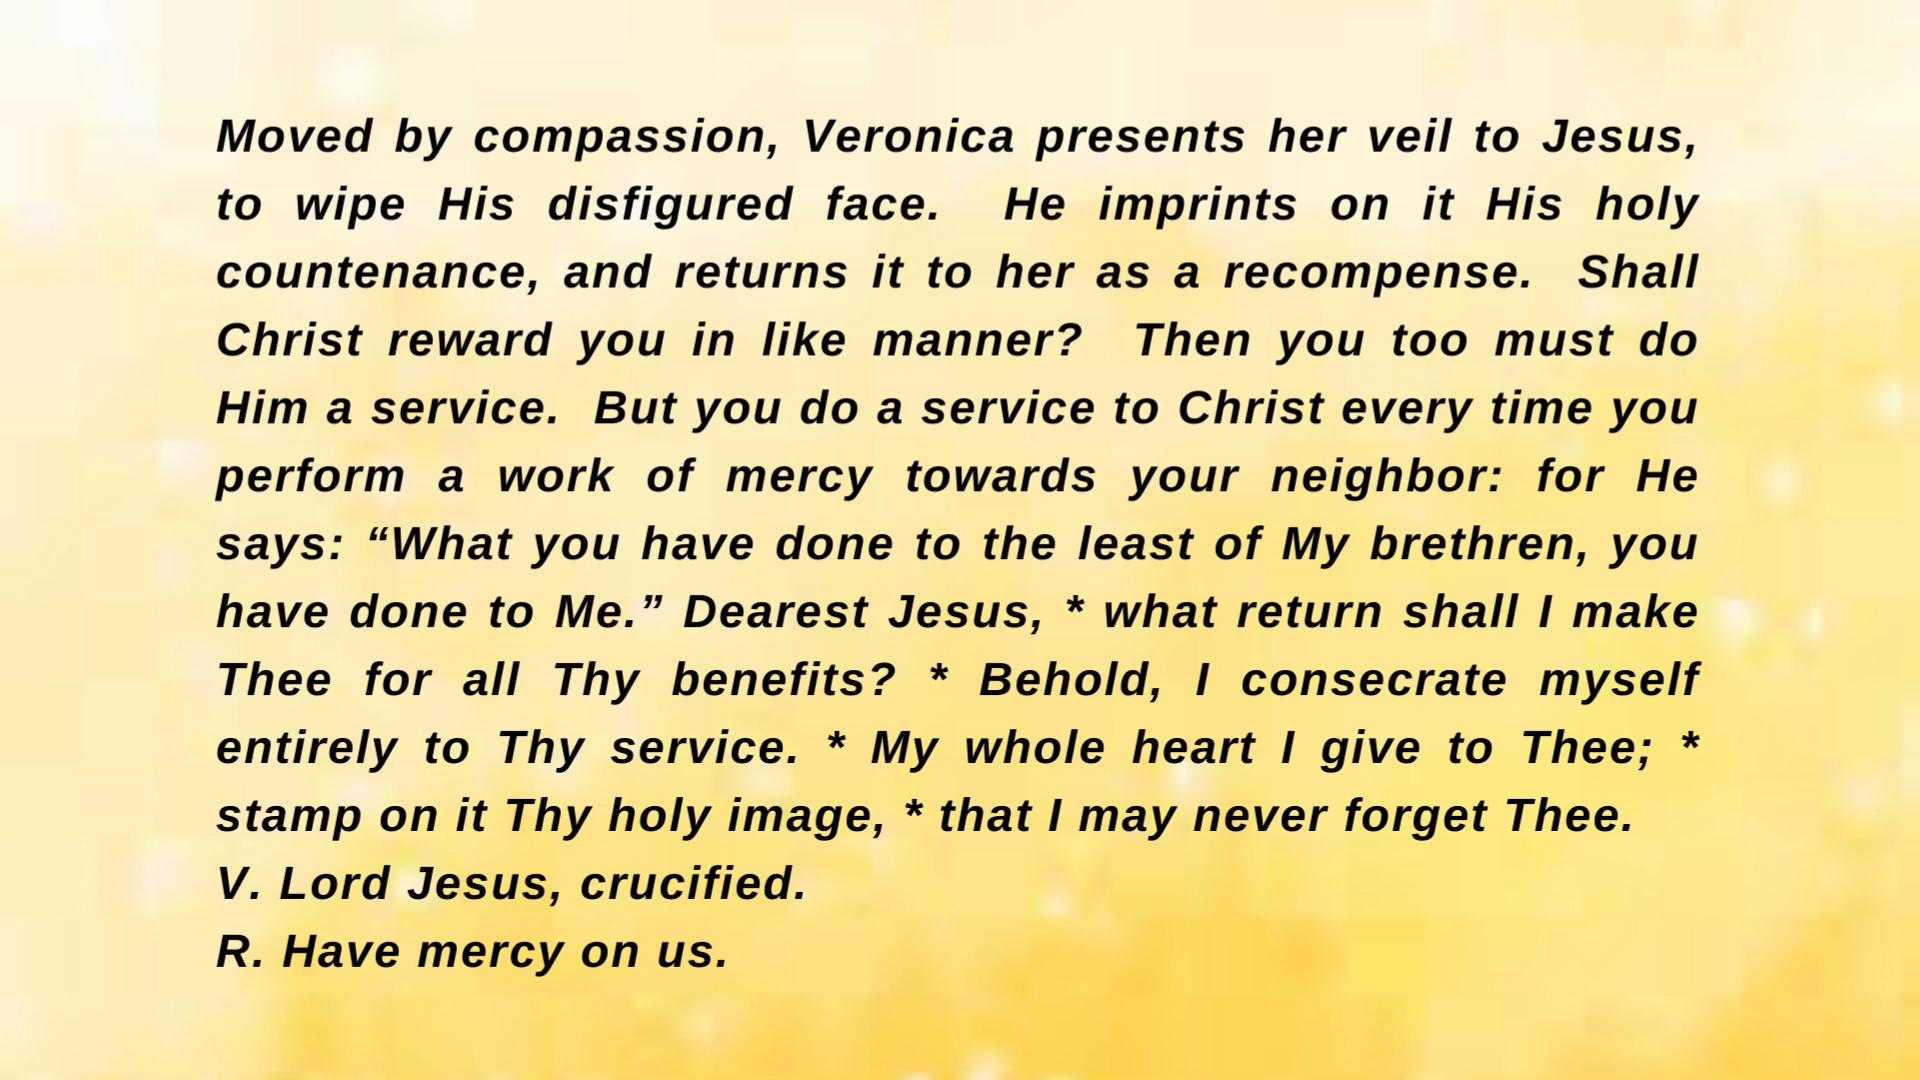 Moved by compassion, Veronica presents her veil to Jesus,
to wipe His disfigured face.  He imprints on it His holy
countenance, and returns it to her as a recompense.  Shall
Christ reward you in like manner?  Then you too must do
Him a service.  But you do a service to Christ every time you
perform a work of mercy towards your neighbor: for He
says: “What you have done to the least of My brethren, you
have done to Me.” Dearest Jesus, * what return shall I make
Thee for all Thy benefits? * Behold, I consecrate myself
entirely to Thy service. * My whole heart I give to Thee; *
stamp on it Thy holy image, * that I may never forget Thee.
V. Lord Jesus, crucified.
R. Have mercy on us.